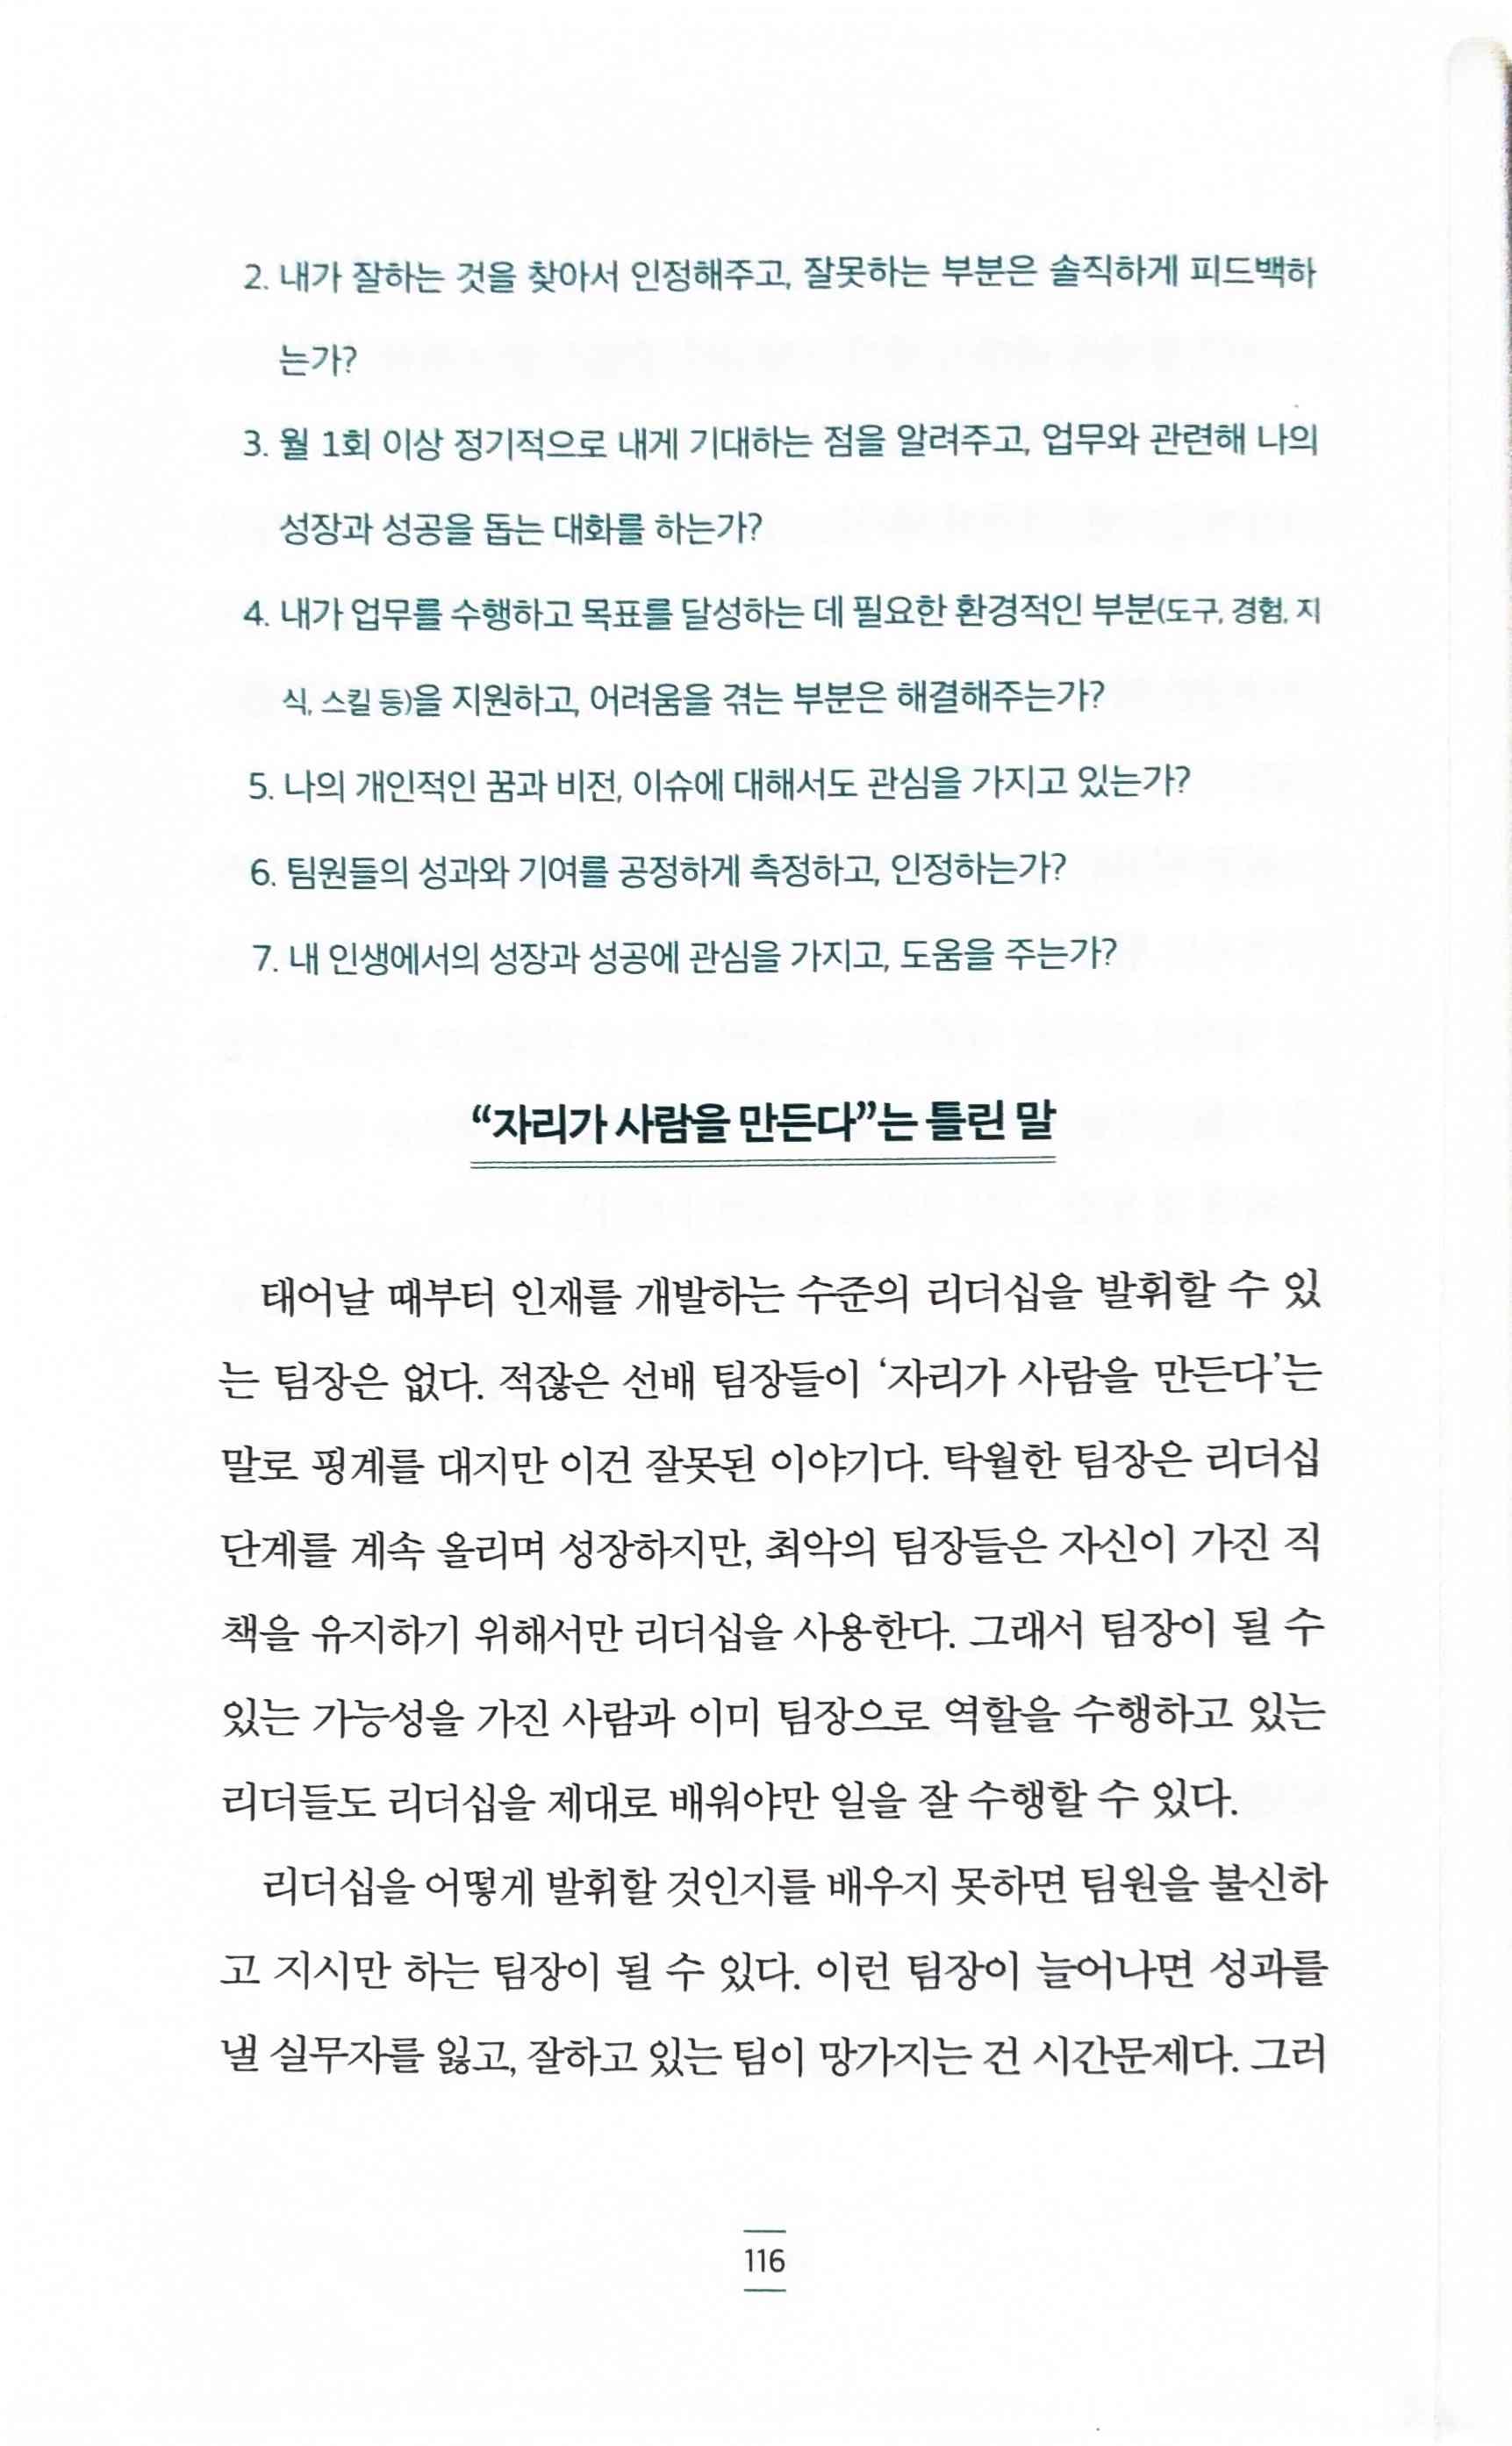 2. 내가 잘하는 것을 찾아서 인정해주고, 잘못하는 부분은 솔직하게 피드백하
는가?
3. 월 1회 이상 정기적으로 내게 기대하는 점을 알려주고, 업무와 관련해 나의
성장과 성공을 돕는 대화를 하는가?
4. 내가 업무를 수행하고 목표를 달성하는 데 필요한 환경적인 부분(도구, 경험, 지
식, 스킬 등)을 지원하고, 어려움을 겪는 부분은 해결해주는가?
5. 나의 개인적인 꿈과 비전, 이슈에 대해서도 관심을 가지고 있는가?
6. 팀원들의 성과와 기여를 공정하게 측정하고, 인정하는가?
7. 내 인생에서의 성장과 성공에 관심을 가지고, 도움을 주는가?
“자리가 사람을 만든다”는 틀린 말
태어날 때부터 인재를 개발하는 수준의 리더십을 발휘할 수 있
는 팀장은 없다. 적잖은 선배 팀장들이 ‘자리가 사람을 만든다’는
말로 핑계를 대지만 이건 잘못된 이야기다. 탁월한 팀장은 리더십
단계를 계속 올리며 성장하지만, 최악의 팀장들은 자신이 가진 직
책을 유지하기 위해서만 리더십을 사용한다. 그래서 팀장이 될 수
있는 가능성을 가진 사람과 이미 팀장으로 역할을 수행하고 있는
리더들도 리더십을 제대로 배워야만 일을 잘 수행할 수 있다.
리더십을 어떻게 발휘할 것인지를 배우지 못하면 팀원을 불신하
고 지시만 하는 팀장이 될 수 있다. 이런 팀장이 늘어나면 성과를
낼 실무자를 잃고, 잘하고 있는 팀이 망가지는 건 시간문제다. 그러
116